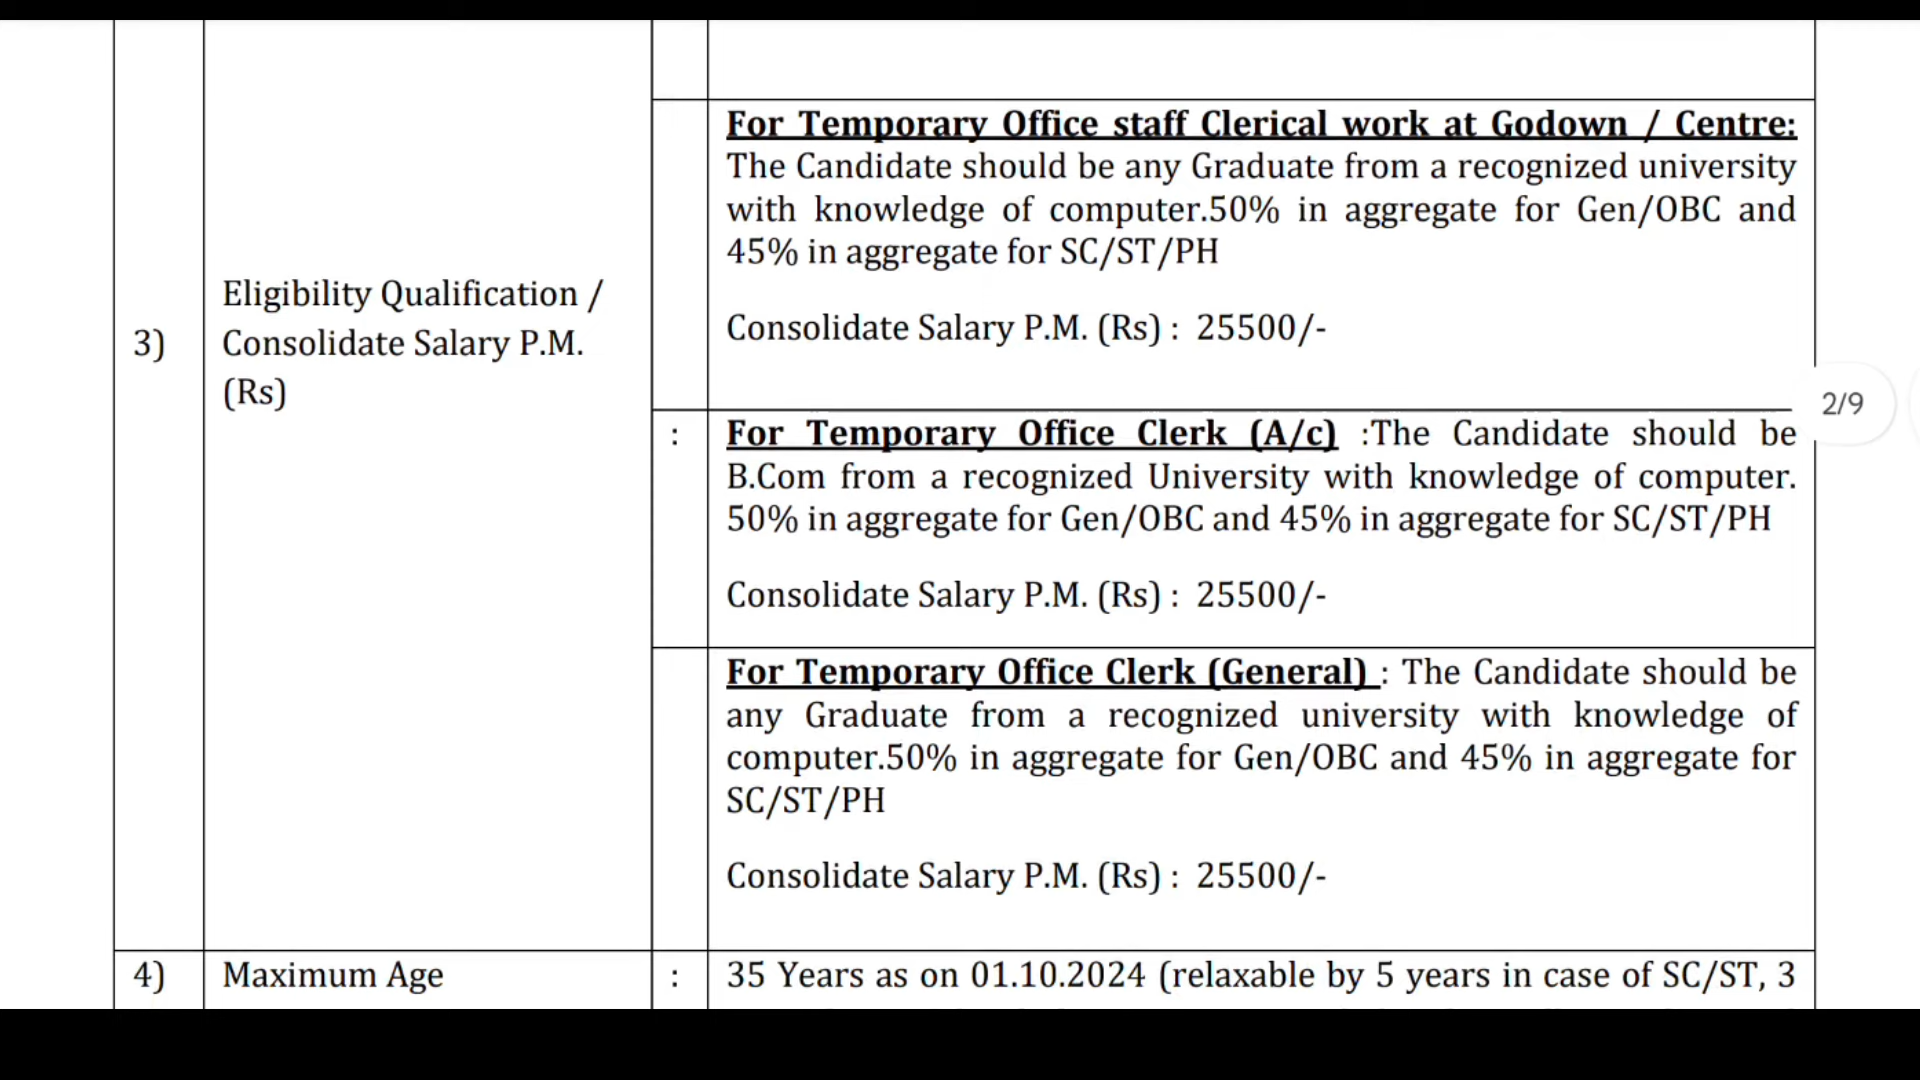 For Temporary Office staff Clerical work at Godown / Centre:
The Candidate should be any Graduate from a recognized university
with knowledge of computer.50% in aggregate for Gen/OBC and
45% in aggregate for SC/ST/PH
Consolidate Salary P.M. (Rs) : 25500/-
3)
Eligibility Qualification /
Consolidate Salary P.M.
(Rs)
2/9
:
For Temporary Office Clerk (A/c) :The Candidate should be
B.Com from a recognized University with knowledge of computer.
50% in aggregate for Gen/OBC and 45% in aggregate for SC/ST/PH
Consolidate Salary P.M. (Rs) : 25500/-
For Temporary Office Clerk (General) : The Candidate should be
any Graduate from a recognized university with knowledge of
computer.50% in aggregate for Gen/OBC and 45% in aggregate for
SC/ST/PH
Consolidate Salary P.M. (Rs) : 25500/-
4) Maximum Age : 35 Years as on 01.10.2024 (relaxable by 5 years in case of SC/ST, 3